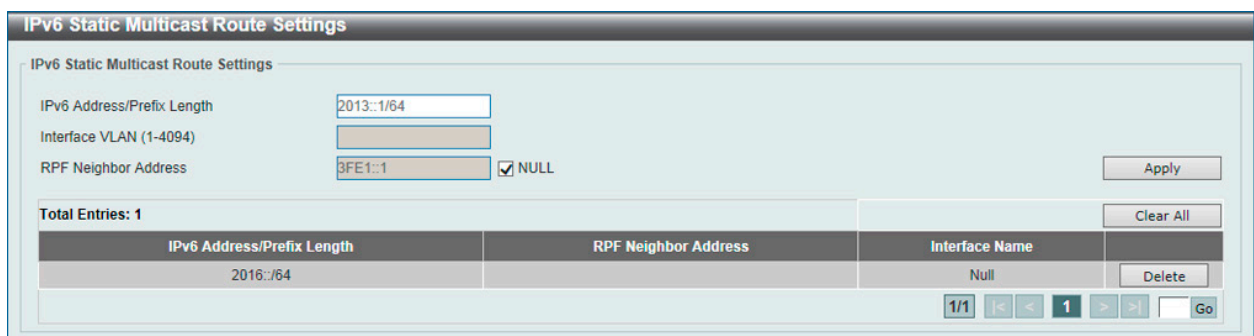 IPv6 Static Multicast Route Settings
IPv6 Static Multicast Route Settings
IPv6 Address/Prefix Length 2013::1/64
Interface VLAN (1-4094)
RPF Neighbor Address 3FE1::1 NULL Apply
Total Entries: 1 Clear All
IPv6 Address/Prefix Length RPF Neighbor Address Interface Name
2016::/64 Null Delete
1/1 |< < 1 > >| Go